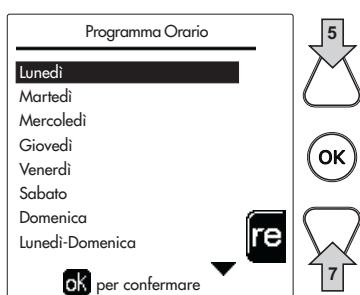 Programma Orario
Lunedì
Martedì
Mercoledì
Giovedì
Venerdì
Sabato
Domenica
Lunedì-Domenica
re
ok per confermare
5
OK
7